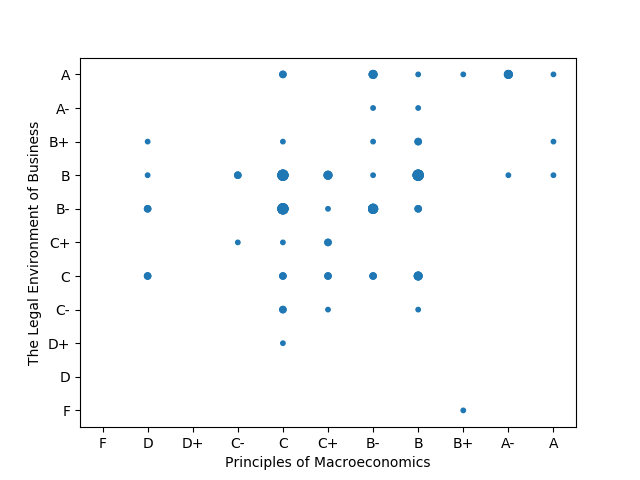 The Legal Environment of Business
A
A-
B+
B
B-
C+
C
C-
D+
D
F
F D D+ C- C C+ B- B B+ A- A
Principles of Macroeconomics